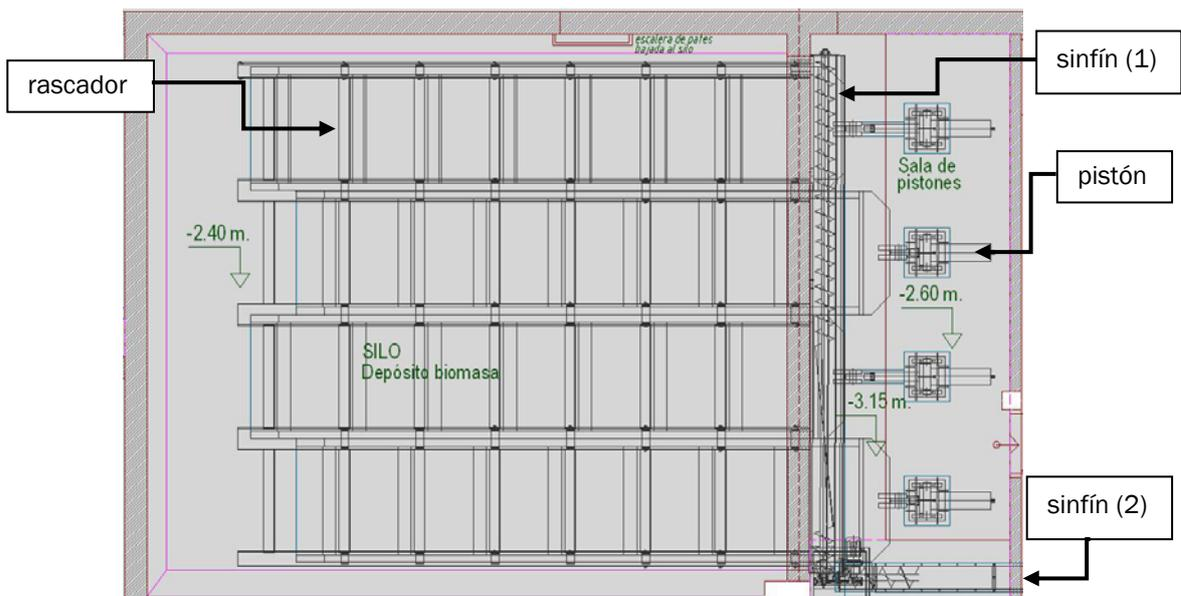 escalera de pates
bajada al silo
sinfín (1)
rascador
Sala de
pistones
pistón
-2.40 m.
-2.60 m.
SILO
Depósito biomasa
-3.15 m.
sinfín (2)